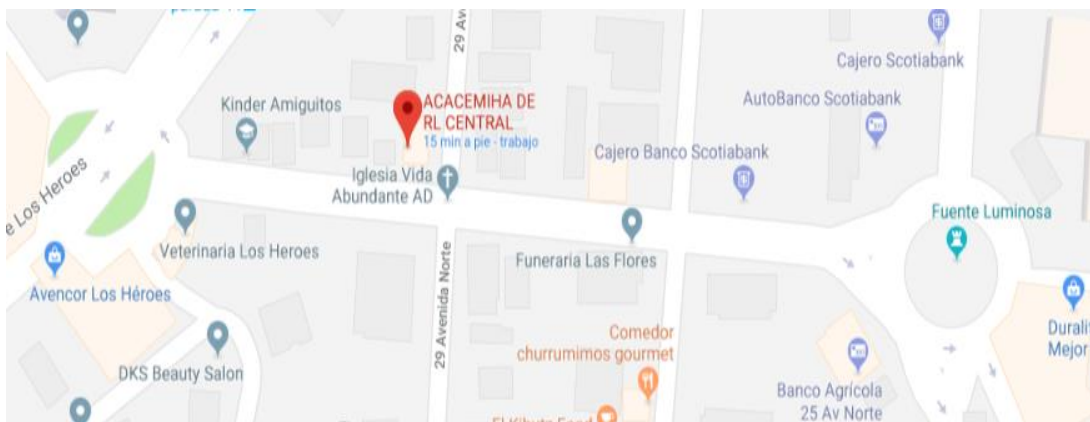 29 Av
Cajero Scotiabank
Kinder Amiguitos
ACACEMIHA DE
RL CENTRAL
15 min a pie - trabajo
AutoBanco Scotiabank
Cajero Banco Scotiabank
Iglesia Vida
Abundante AD
e Los Heroes
Fuente Luminosa
Veterinaria Los Heroes
Funeraria Las Flores
Avencor Los Héroes
29 Avenida Norte
Comedor
churrumimos gourmet
Durali
Mejor
DKS Beauty Salon
Banco Agrícola
25 Av Norte